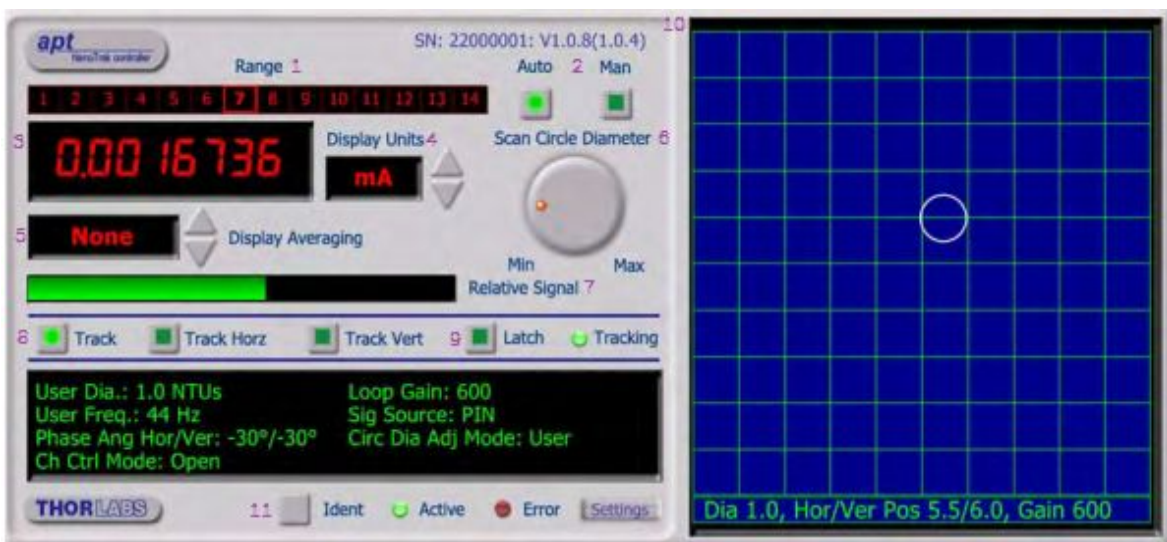 apt
NanoTrak controller
SN: 22000001: V1.0.8(1.0.4)
10
Range 1
Auto 2 Man
1 2 3 4 5 6 7 8 9 10 11 12 13 14
3
0.0016736
Display Units 4
mA
Scan Circle Diameter 6
5
None
Display Averaging
Min Max
Relative Signal 7
8 Track Track Horz Track Vert 9 Latch Tracking
User Dia.: 1.0 NTUs Loop Gain: 600
User Freq.: 44 Hz Sig Source: PIN
Phase Ang Hor/Ver: -30°/-30° Circ Dia Adj Mode: User
Ch Ctrl Mode: Open
THORLABS 11 Ident Active Error Settings
Dia 1.0, Hor/Ver Pos 5.5/6.0, Gain 600